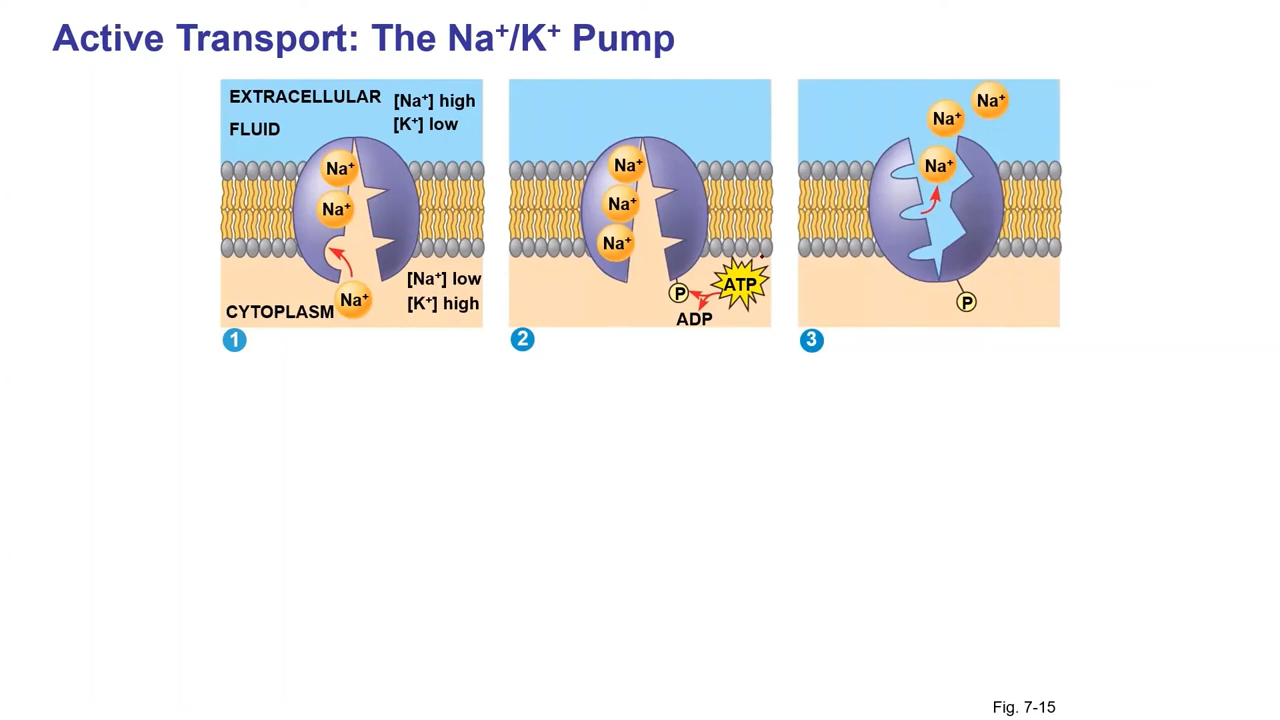 Active Transport: The Na⁺/K⁺ Pump
EXTRACELLULAR
FLUID
[Na⁺] high
[K⁺] low
Na⁺
Na⁺
Na⁺
[Na⁺] low
[K⁺] high
CYTOPLASM
1
Na⁺
Na⁺
Na⁺
P
ATP
ADP
2
Na⁺
Na⁺
Na⁺
P
3
Fig. 7-15